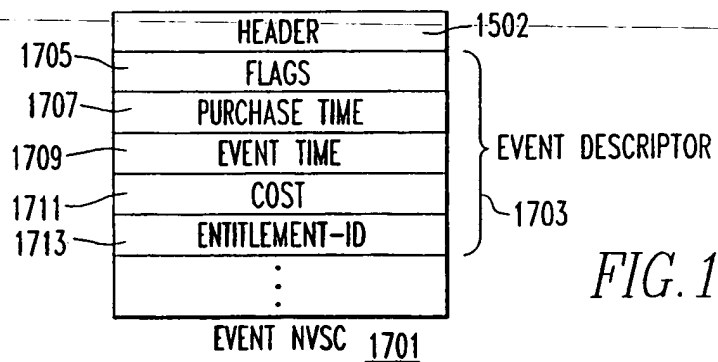 HEADER
1502
1705
FLAGS
1707
PURCHASE TIME
1709
EVENT TIME
EVENT DESCRIPTOR
1711
COST
1703
1713
ENTITLEMENT-ID
FIG. 1
EVENT NVSC 1701